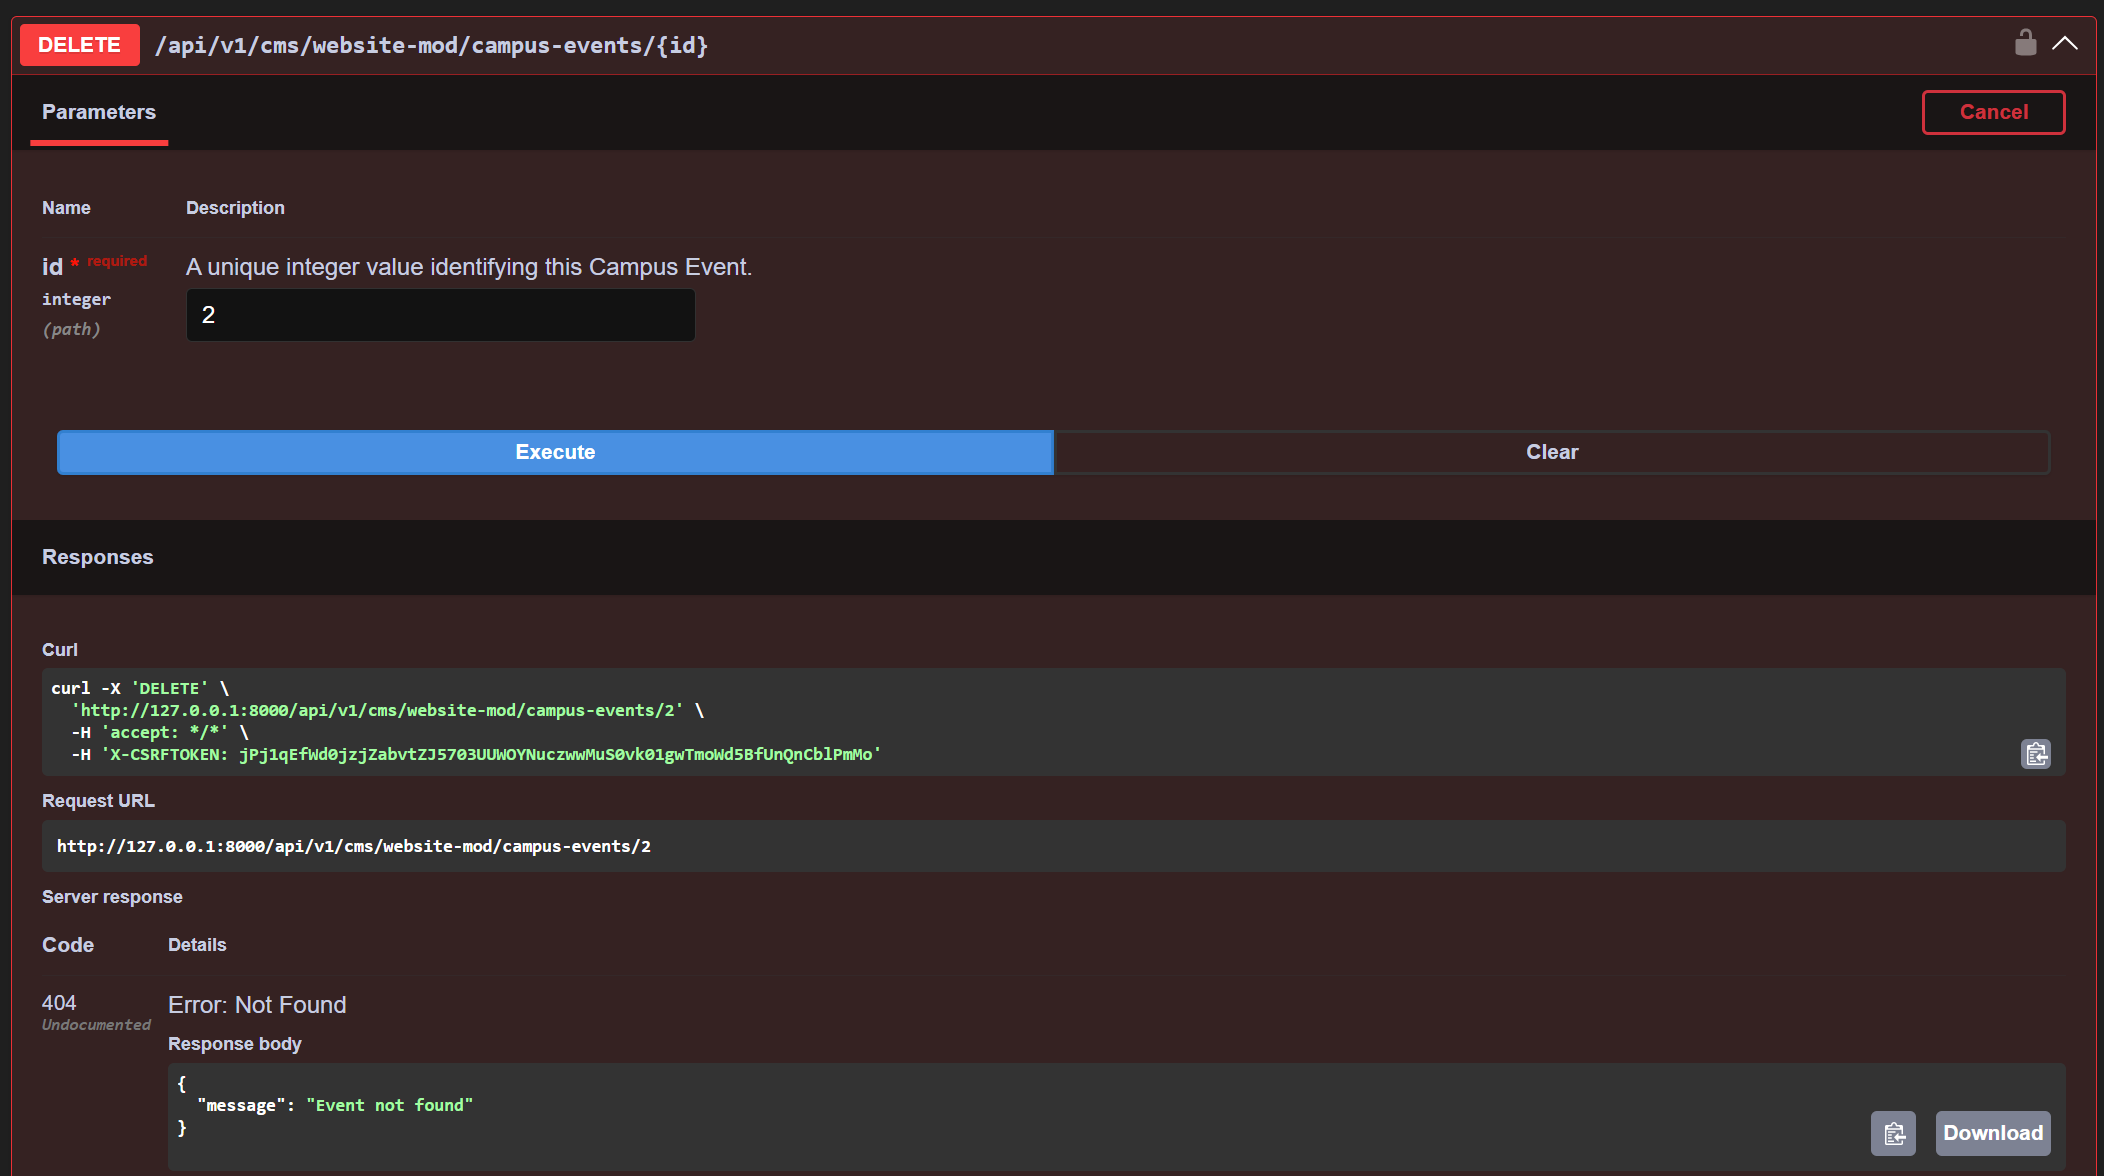 DELETE /api/v1/cms/website-mod/campus-events/{id}
Parameters
Cancel
Name Description
id * required
integer
(path)
A unique integer value identifying this Campus Event.
2
Execute Clear
Responses
Curl
curl -X 'DELETE' \
'http://127.0.0.1:8000/api/v1/cms/website-mod/campus-events/2' \
-H 'accept: */*' \
-H 'X-CSRFTOKEN: jPj1qEfWd0jzjZabvtZJ5703UUWOYNuczwwMuS0vk01gwTmoWd5BfUnQnCblPmMo'
Request URL
http://127.0.0.1:8000/api/v1/cms/website-mod/campus-events/2
Server response
Code Details
404
Undocumented
Error: Not Found
Response body
{
"message": "Event not found"
}
Download